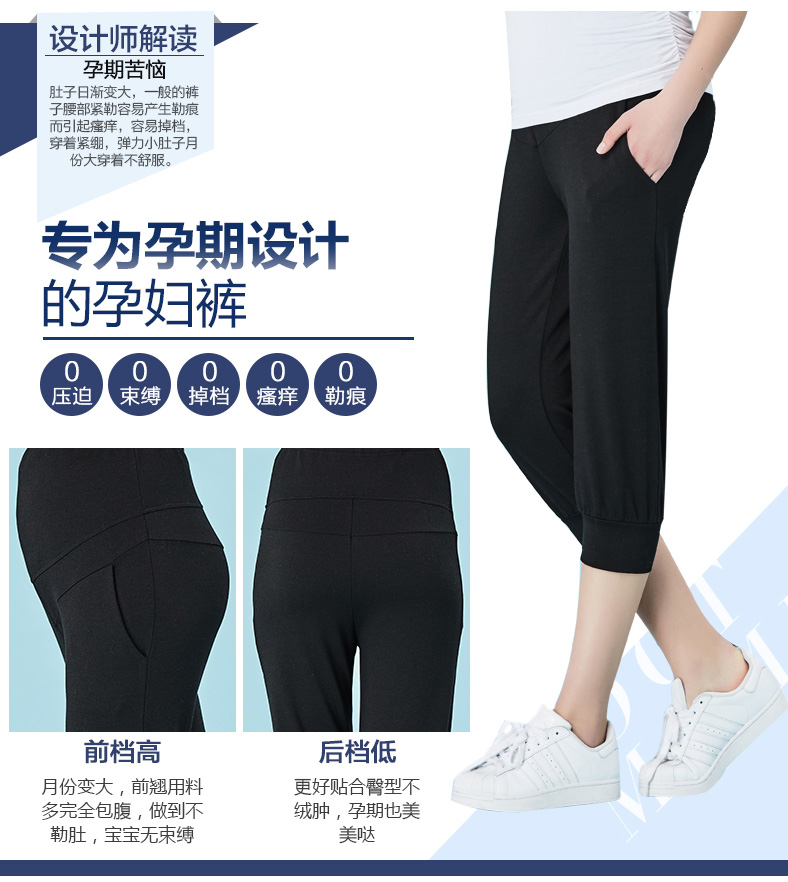 设计师解读
孕期苦恼
肚子日渐变大，一般的裤
子腰部紧勒容易产生勒痕
而引起瘙痒，容易掉档，
穿着紧绷，弹力小肚子月
份大穿着不舒服。
专为孕期设计
的孕妇裤
0 压迫
0 束缚
0 掉档
0 瘙痒
0 勒痕
前档高
月份变大，前翘用料
多完全包腹，做到不
勒肚，宝宝无束缚
后档低
更好贴合臀型不
绒肿，孕期也美
美哒